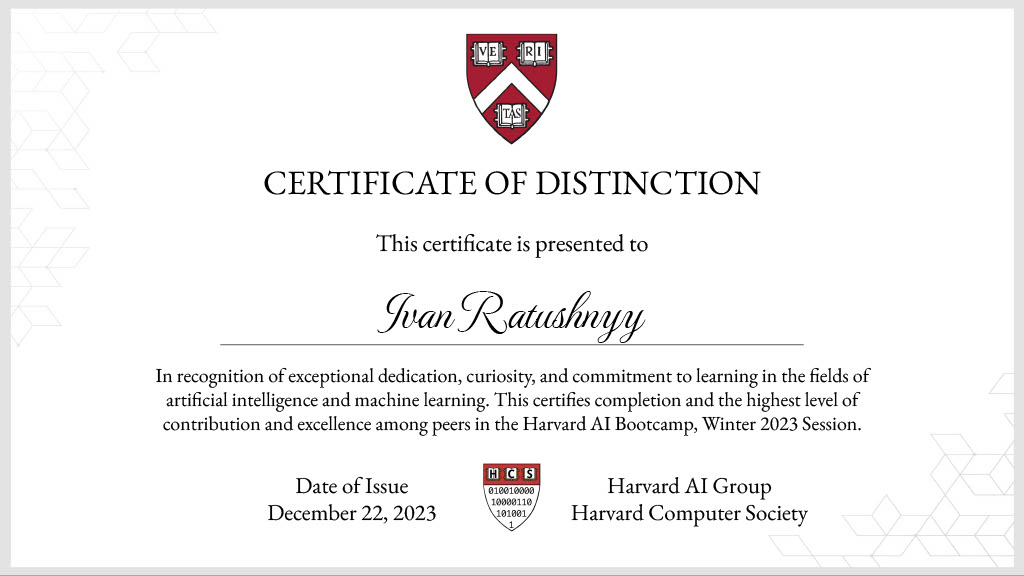 VE RI
TAS
CERTIFICATE OF DISTINCTION
This certificate is presented to
Ivan Ratushnyy
In recognition of exceptional dedication, curiosity, and commitment to learning in the fields of
artificial intelligence and machine learning. This certifies completion and the highest level of
contribution and excellence among peers in the Harvard AI Bootcamp, Winter 2023 Session.
Date of Issue
December 22, 2023
H C S
010010000
10000110
101001
1
Harvard AI Group
Harvard Computer Society